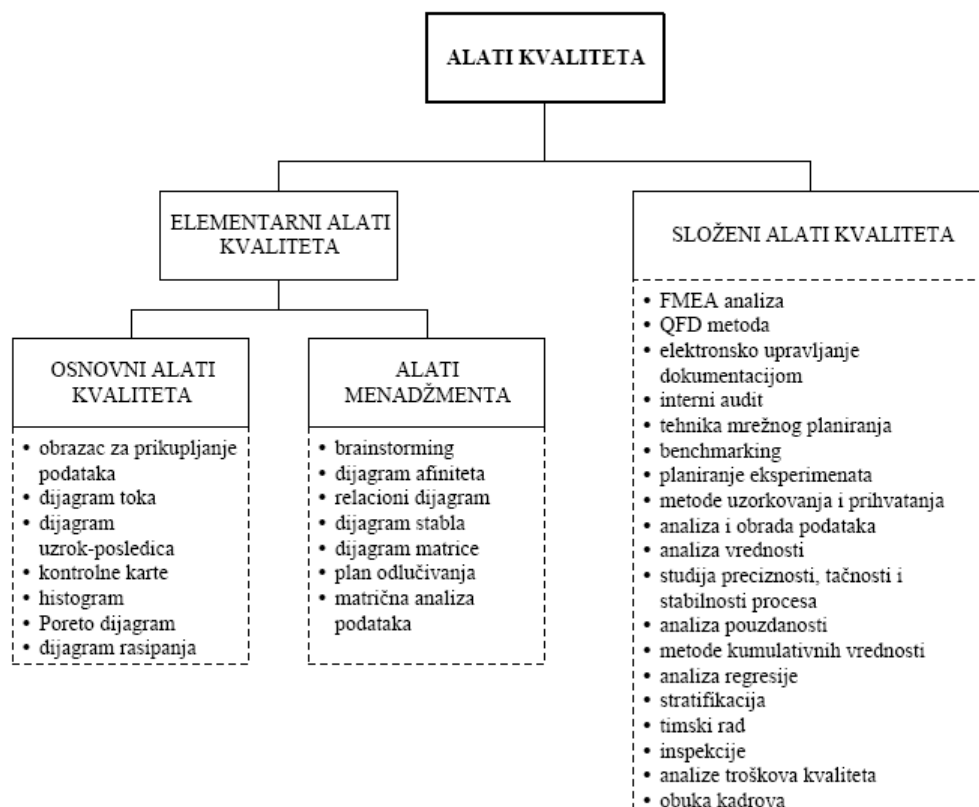 ALATI KVALITETA
ELEMENTARNI ALATI
KVALITETA
OSNOVNI ALATI
KVALITETA
• obrazac za prikupljanje
podataka
• dijagram toka
• dijagram
uzrok-posledica
• kontrolne karte
• histogram
• Poreto dijagram
• dijagram rasipanja
ALATI
MENADŽMENTA
• brainstorming
• dijagram afiniteta
• relacioni dijagram
• dijagram stabla
• dijagram matrice
• plan odlučivanja
• matrična analiza
podataka
SLOŽENI ALATI KVALITETA
• FMEA analiza
• QFD metoda
• elektronsko upravljanje
dokumentacijom
• interni audit
• tehnika mrežnog planiranja
• benchmarking
• planiranje eksperimenata
• metode uzorkovanja i prihvatanja
• analiza i obrada podataka
• analiza vrednosti
• studija preciznosti, tačnosti i
stabilnosti procesa
• analiza pouzdanosti
• metode kumulativnih vrednosti
• analiza regresije
• stratifikacija
• timski rad
• inspekcije
• analize troškova kvaliteta
• obuka kadrova